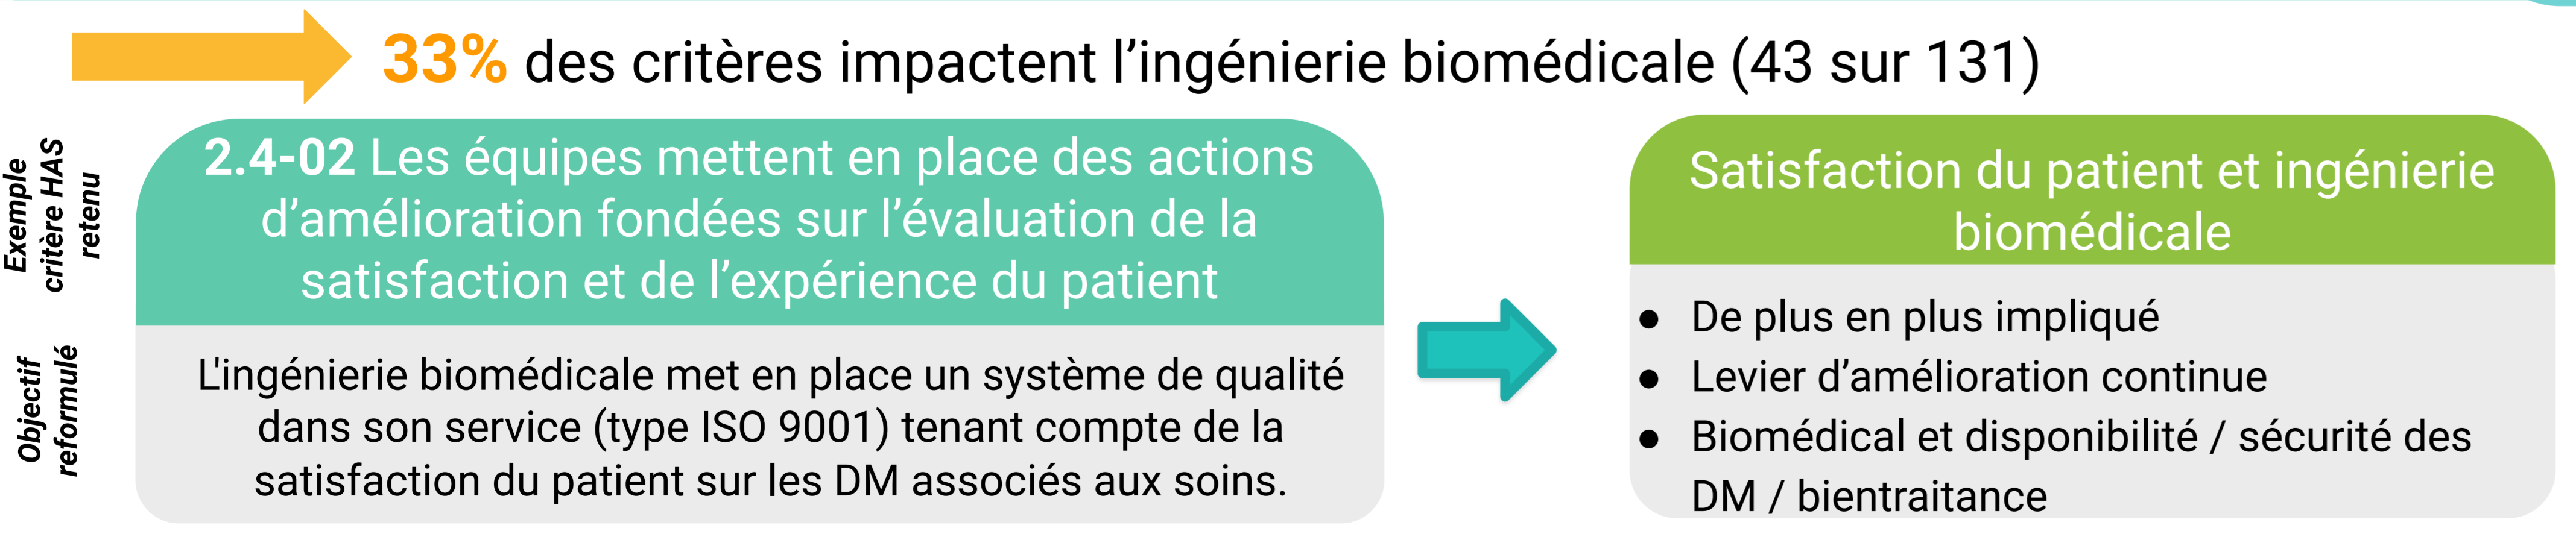 33% des critères impactent l’ingénierie biomédicale (43 sur 131)
Exemple
critère HAS
retenu
2.4-02 Les équipes mettent en place des actions
d’amélioration fondées sur l’évaluation de la
satisfaction et de l’expérience du patient
Objectif
reformulé
L'ingénierie biomédicale met en place un système de qualité
dans son service (type ISO 9001) tenant compte de la
satisfaction du patient sur les DM associés aux soins.
Satisfaction du patient et ingénierie
biomédicale
● De plus en plus impliqué
● Levier d’amélioration continue
● Biomédical et disponibilité / sécurité des
DM / bientraitance